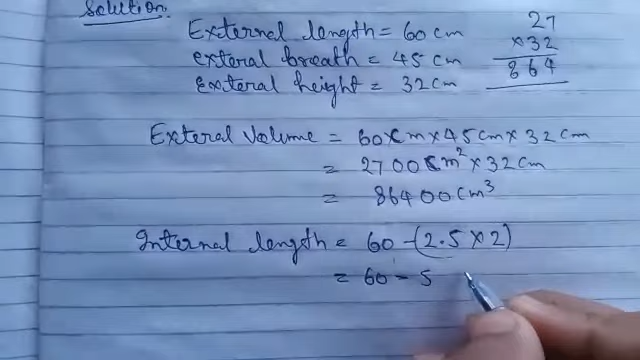 Solution
External length = 60 cm
exteral breath = 45 cm
Exteral height = 32 cm
27
×32
864
Exteral Volume = 60 cm × 45 cm × 32 cm
= 2700 cm² × 32 cm
= 86400 cm³
Internal length = 60 - (2.5 × 2)
= 60 - 5